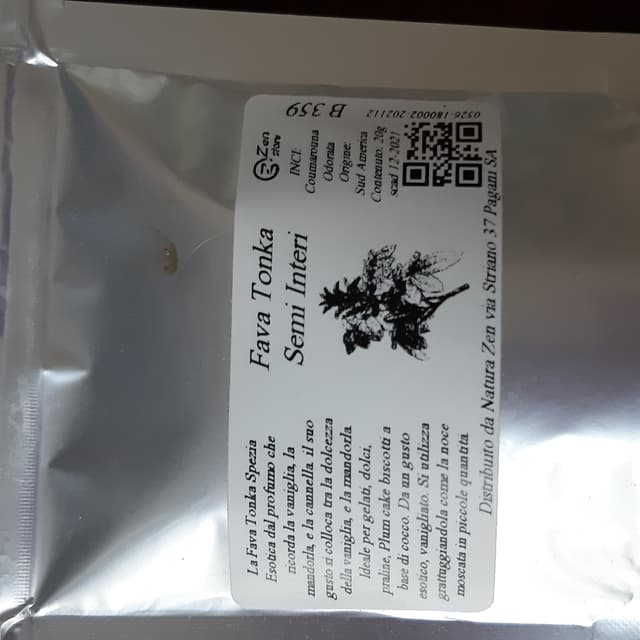 La Fava Tonka Spezia
Esotica dal profumo che
ricorda la vaniglia, la
mandorla, e la cannella. il suo
gusto si colloca tra la dolcezza
della vaniglia, e la mandorla.
Ideale per gelati, dolci,
praline, Plum cake biscotti a
base di cocco. Da un gusto
esotico, vanigliato. Si utilizza
grattuggiandola come la noce
moscata in piccole quantita
Fava Tonka
Semi Interi
Zen
store
INCI:
Coumarouna
Odorata
Origine:
Sud America
Contenuto: 20g
scad 12-2021
B 359
0526-180002-202112
Distribuito da Natura Zen via Striano 37 Pagani SA